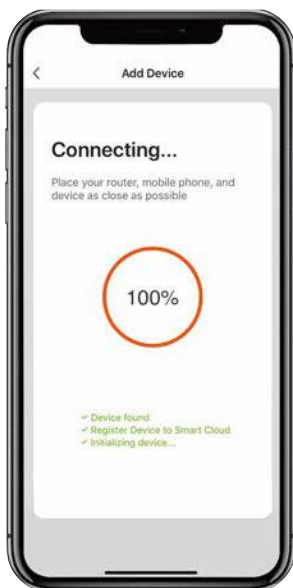 Add Device
Connecting...
Place your router, mobile phone, and
device as close as possible
100%
✓ Device found
✓ Register Device to Smart Cloud
✓ Initializing device...